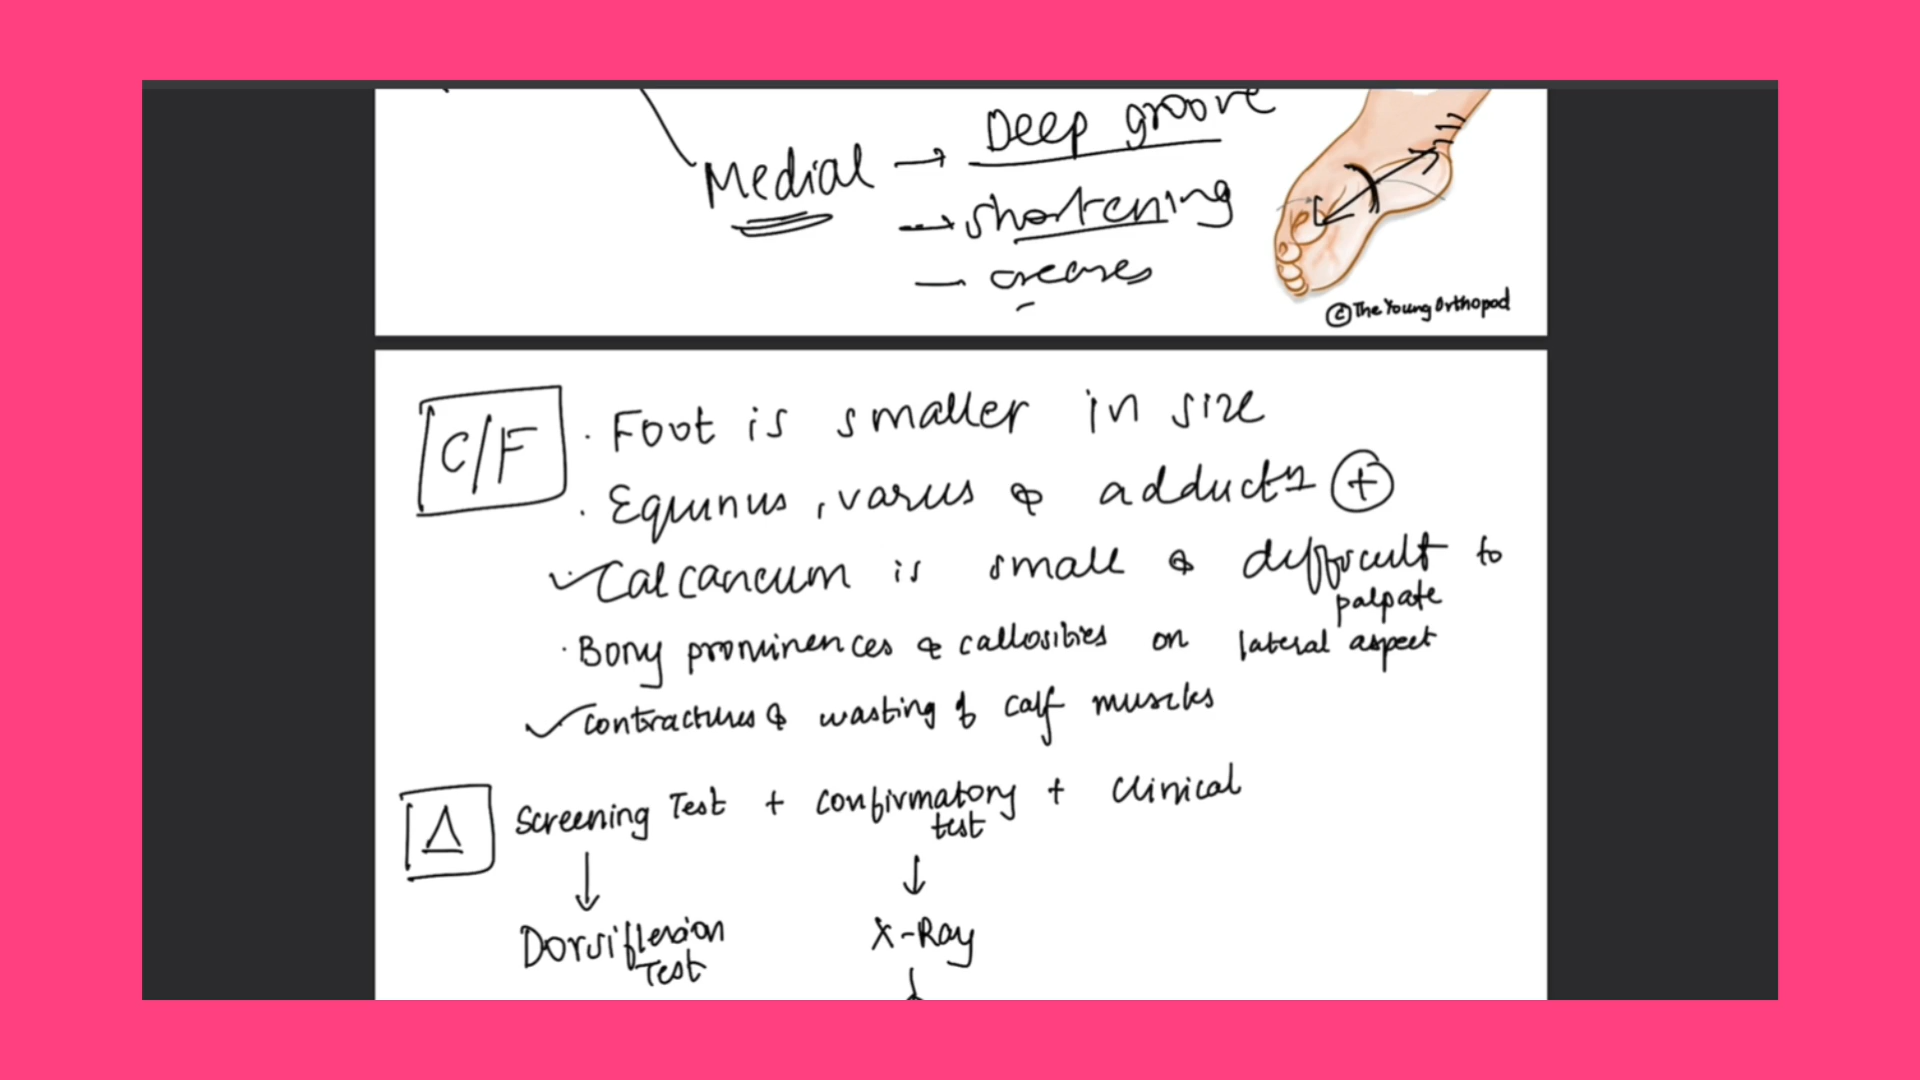 Medial → Deep groove
→ shortening
— creases
© The Young Orthopod
C/F
· Foot is smaller in size
· Equinus, varus & adductn +
✓ Calcaneum is small & difficult to
palpate
· Bony prominences & callosities on lateral aspect
✓ contractures & wasting of calf muscles
Δ Screening Test + confirmatory + clinical
test
↓ ↓
Dorsiflexion X-Ray
Test